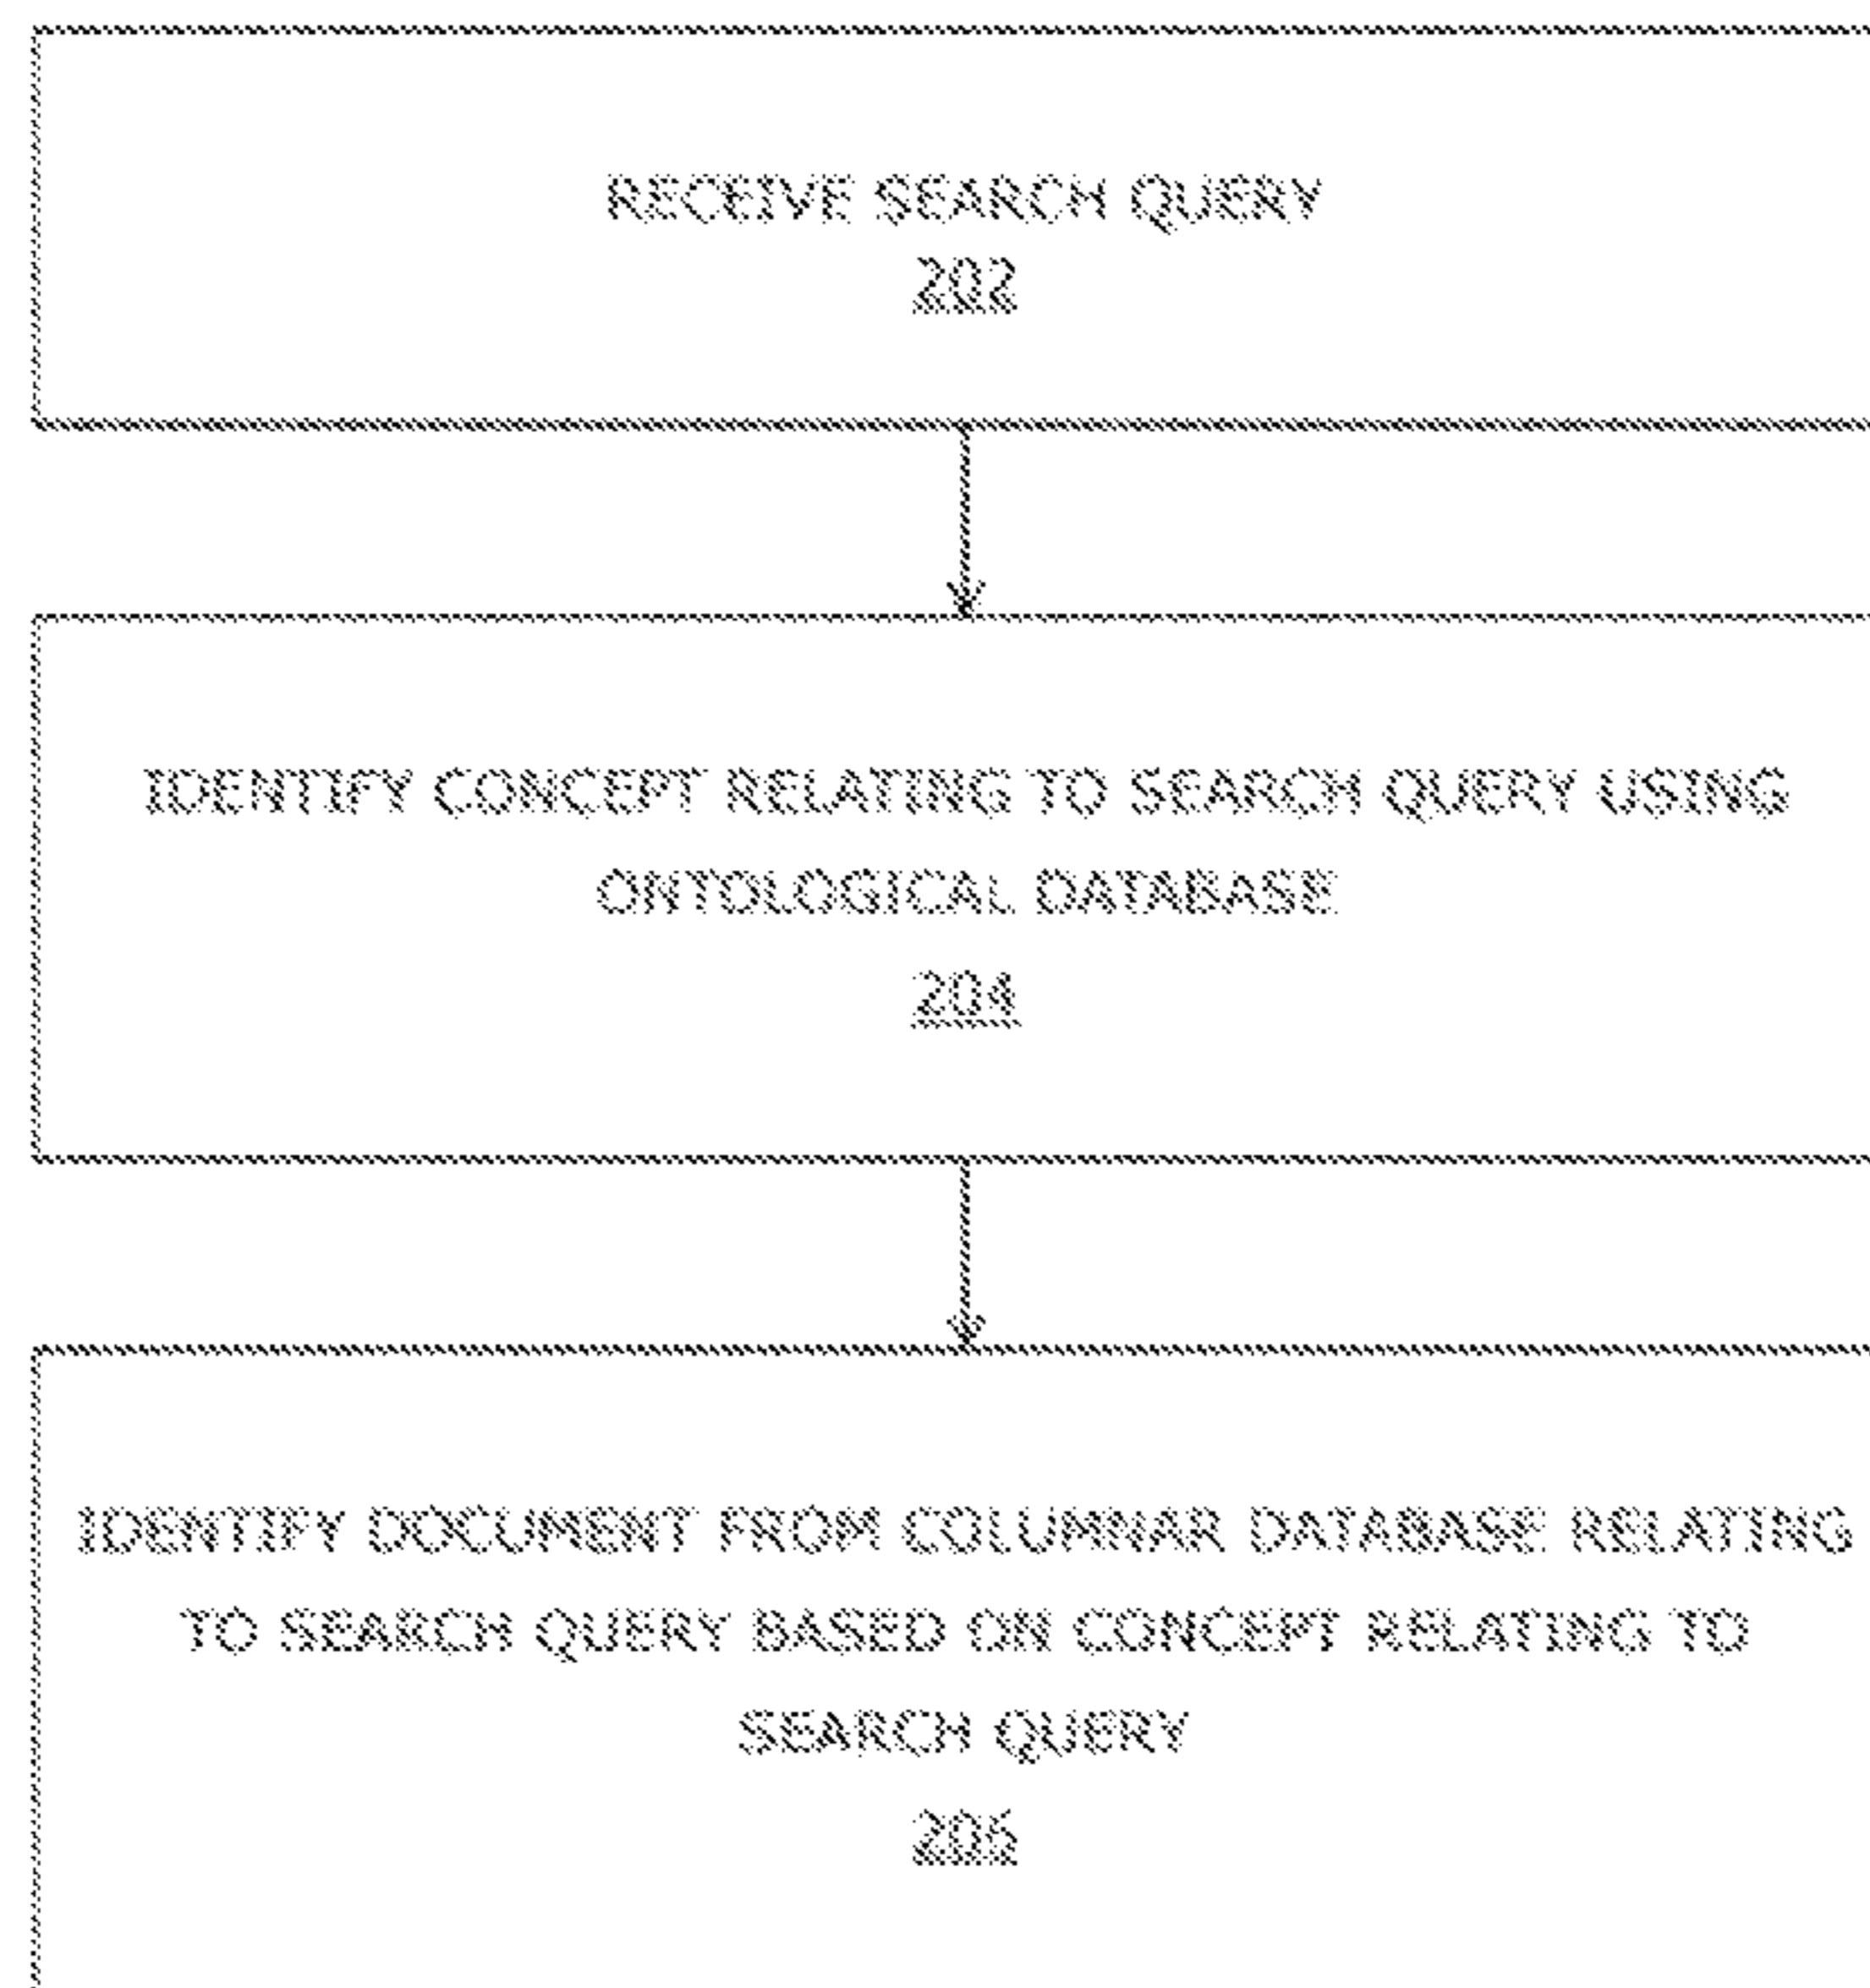 RECEIVE SEARCH QUERY
202
IDENTIFY CONCEPT RELATING TO SEARCH QUERY USING
ONTOLOGICAL DATABASE
204
IDENTIFY DOCUMENT FROM COLUMNAR DATABASE RELATING
TO SEARCH QUERY BASED ON CONCEPT RELATING TO
SEARCH QUERY
206